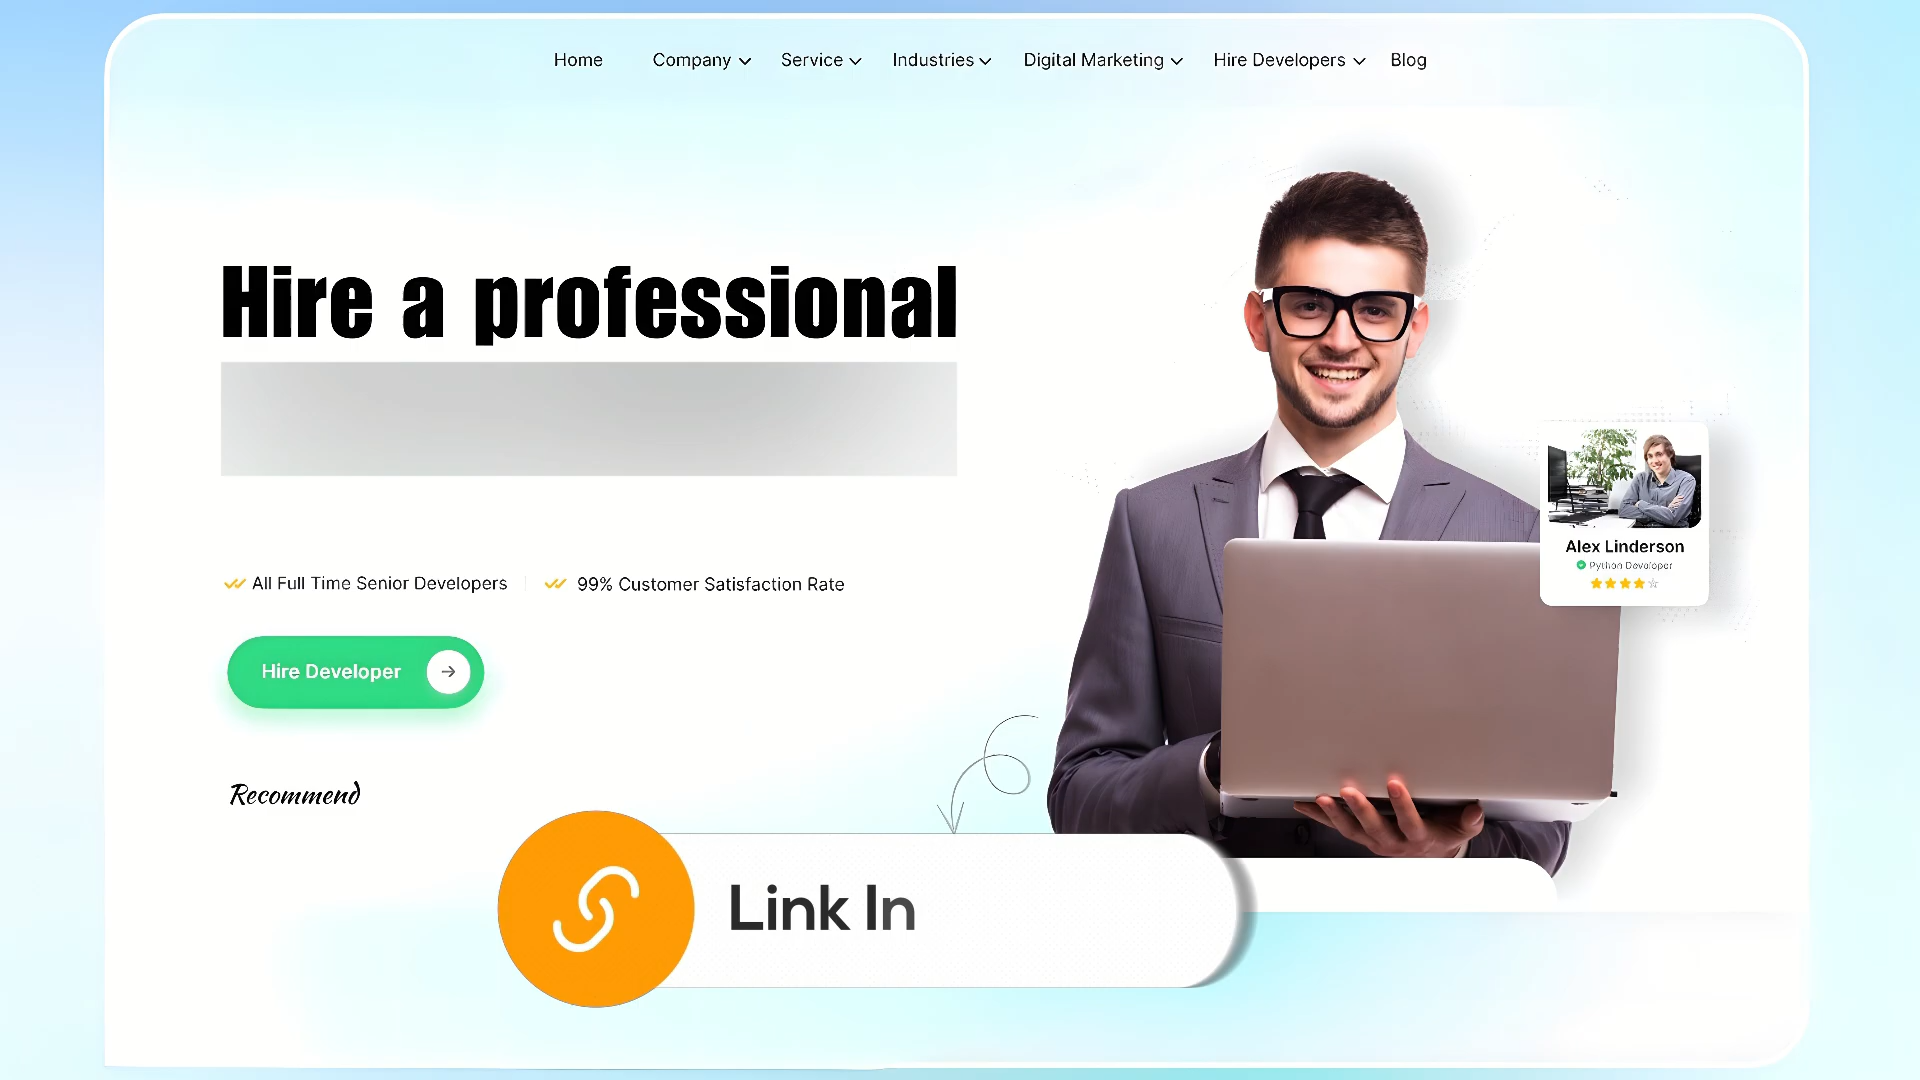 Home Company Service Industries Digital Marketing Hire Developers Blog
Hire a professional
All Full Time Senior Developers 99% Customer Satisfaction Rate
Alex Linderson
Python Developer
Hire Developer
Recommend
Link In